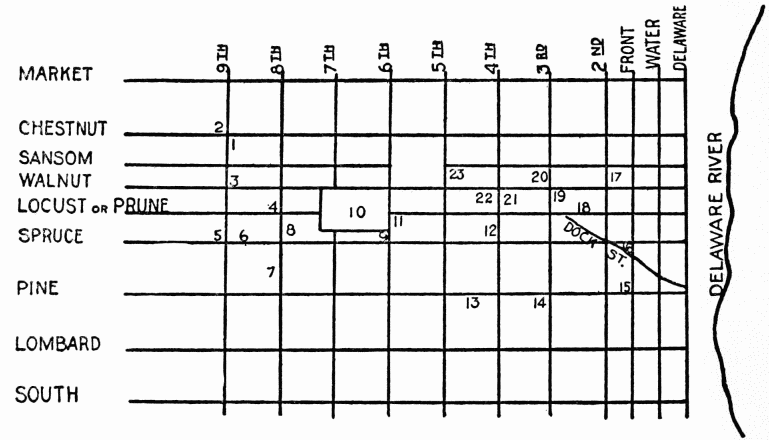 9TH 8TH 7TH 6TH 5TH 4TH 3RD 2ND FRONT WATER DELAWARE
MARKET
CHESTNUT 2
1
SANSOM
WALNUT 3 23 20 17
LOCUST OR PRUNE 4 10 22 21 19 18
11
SPRUCE 5 6 8 9 12 DOCK ST. 16
7
PINE 15
13 14
LOMBARD
SOUTH
DELAWARE RIVER